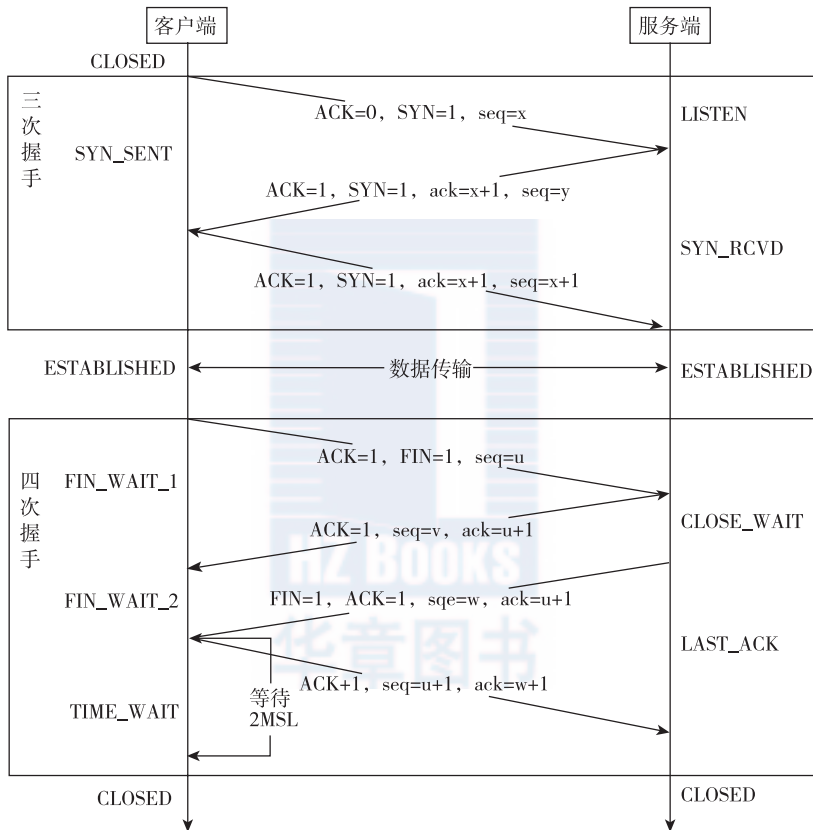 客户端
服务端
CLOSED
三次握手
ACK=0，SYN=1，seq=x
LISTEN
SYN_SENT
ACK=1，SYN=1，ack=x+1，seq=y
SYN_RCVD
ACK=1，SYN=1，ack=x+1，seq=x+1
ESTABLISHED
数据传输
ESTABLISHED
四次握手
ACK=1，FIN=1，seq=u
FIN_WAIT_1
CLOSE_WAIT
ACK=1，seq=v，ack=u+1
HZ BOOKS
FIN_WAIT_2
FIN=1，ACK=1，sqe=w，ack=u+1
华章图书
LAST_ACK
ACK+1，seq=u+1，ack=w+1
等待
2MSL
TIME_WAIT
CLOSED
CLOSED